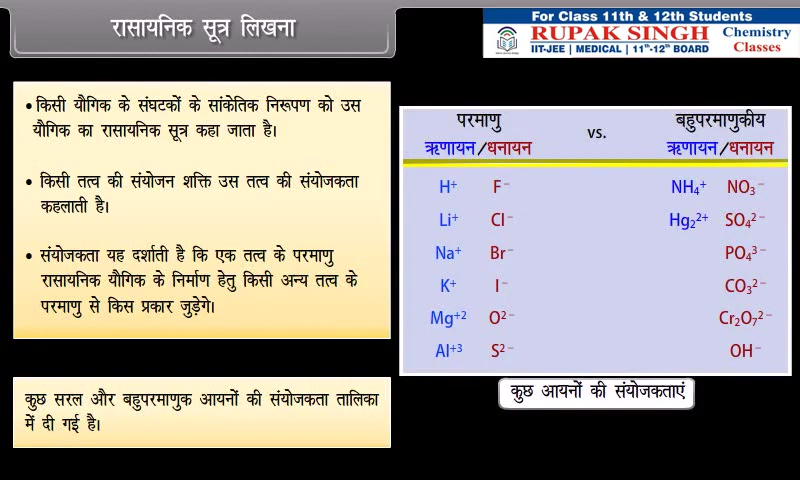 रासायनिक सूत्र लिखना
For Class 11th & 12th Students
RUPAK SINGH
IIT-JEE | MEDICAL | 11ᵗʰ-12ᵗʰ BOARD
Chemistry
Classes
•किसी यौगिक के संघटकों के सांकेतिक निरूपण को उस
यौगिक का रासायनिक सूत्र कहा जाता है।
• किसी तत्व की संयोजन शक्ति उस तत्व की संयोजकता
कहलाती है।
• संयोजकता यह दर्शाती है कि एक तत्व के परमाणु
रासायनिक यौगिक के निर्माण हेतु किसी अन्य तत्व के
परमाणु से किस प्रकार जुड़ेगे।
कुछ सरल और बहुपरमाणुक आयनों की संयोजकता तालिका
में दी गई है।
परमाणु vs. बहुपरमाणुकीय
ऋणायन/धनायन ऋणायन/धनायन
H⁺ F⁻ NH₄⁺ NO₃⁻
Li⁺ Cl⁻ Hg₂²⁺ SO₄²⁻
Na⁺ Br⁻ PO₄³⁻
K⁺ I⁻ CO₃²⁻
Mg⁺² O²⁻ Cr₂O₇²⁻
Al⁺³ S²⁻ OH⁻
कुछ आयनों की संयोजकताएं